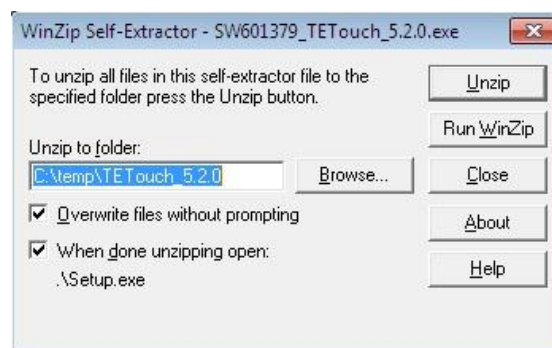 WinZip Self-Extractor - SW601379_TETouch_5.2.0.exe
To unzip all files in this self-extractor file to the
specified folder press the Unzip button.
Unzip to folder:
C:\temp\TETouch_5.2.0
Browse...
Overwrite files without prompting
When done unzipping open:
.\Setup.exe
Unzip
Run WinZip
Close
About
Help